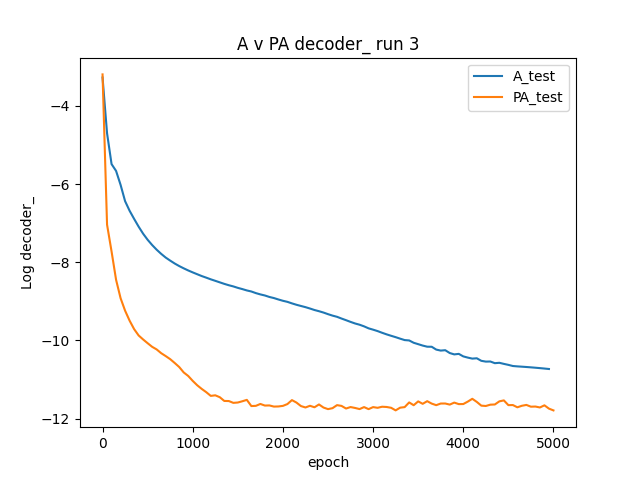 A v PA decoder_ run 3
A_test
PA_test
Log decoder_
−4
−6
−8
−10
−12
0
1000
2000
3000
4000
5000
epoch